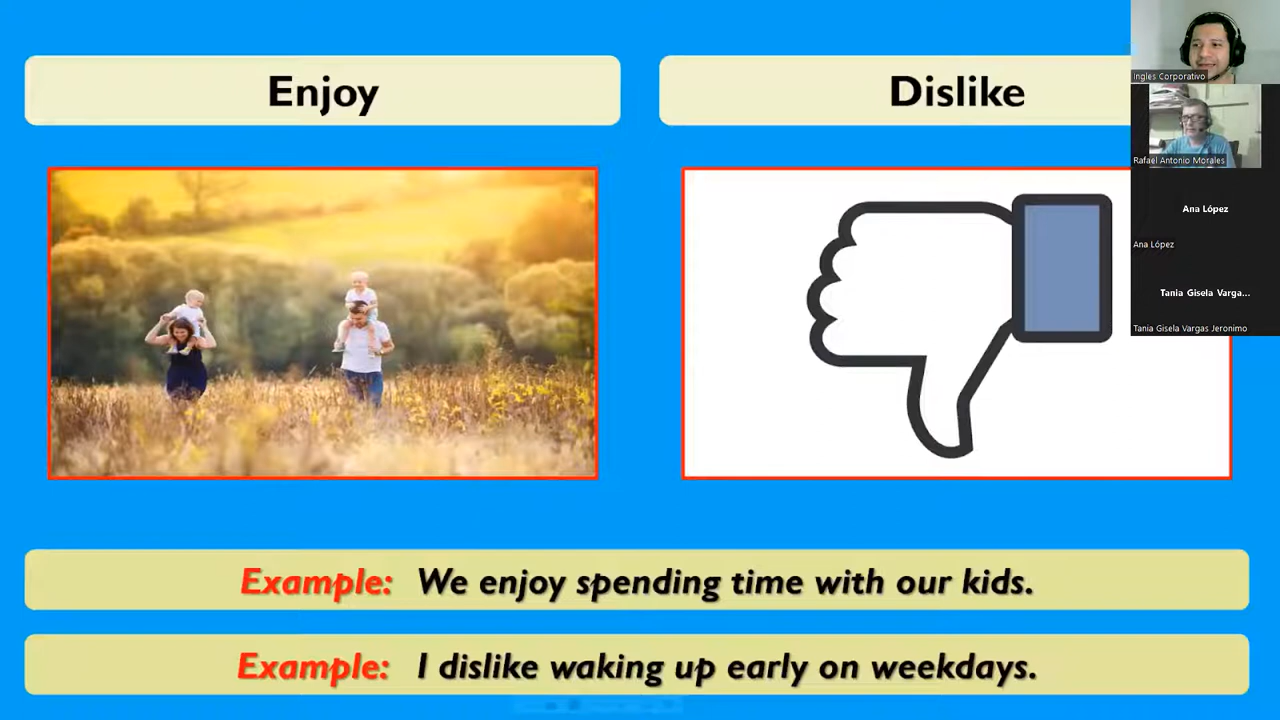 Enjoy
Dislike
Ingles Corporativo
Rafael Antonio Morales
Ana López
Ana López
Tania Gisela Varga...
Tania Gisela Vargas Jeronimo
Example: We enjoy spending time with our kids.
Example: I dislike waking up early on weekdays.